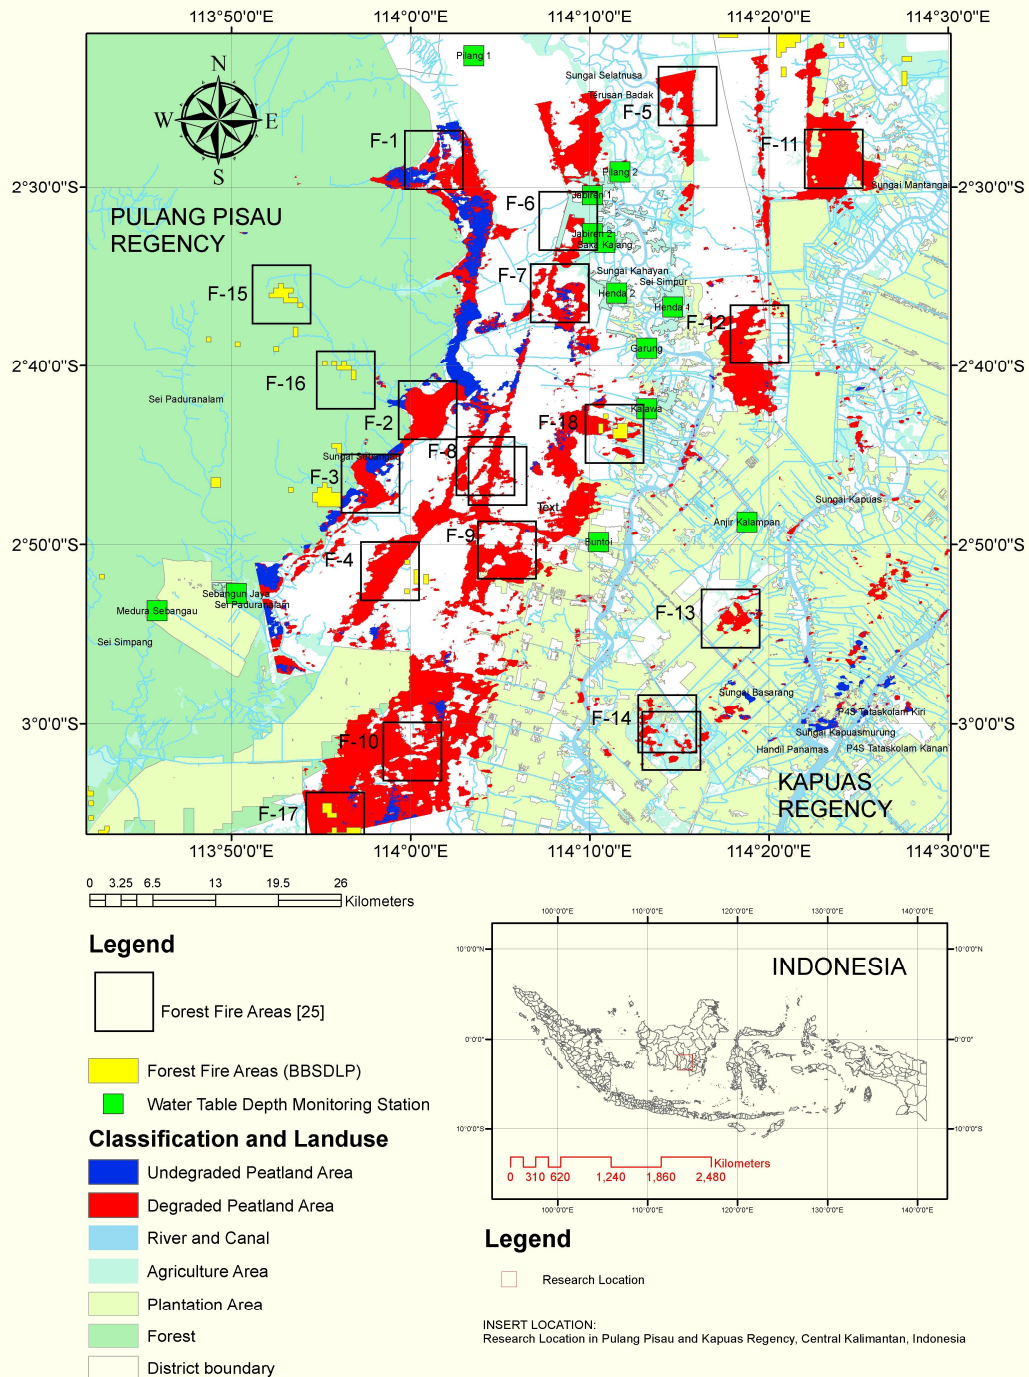 113°50'0"E 114°0'0"E 114°10'0"E 114°20'0"E 114°30'0"E
Pilang 1
N
W E
S
Sungai Selatnusa
Terusan Badak
F-5
F-1
F-11
Pilang 2
2°30'0"S 2°30'0"S
Sungai Mantangai
Jabiren 1
F-6
PULANG PISAU
REGENCY
Jabiren 2
Saka Kajang
F-7
Sungai Kahayan
Sei Simpur
F-15
Henda 2
Henda 1
F-12
Garung
2°40'0"S 2°40'0"S
F-16
Sei Paduranalam
Kalawa
F-2
F-18
F-8
Sungai Sebangau
F-3
Sungai Kapuas
Text
Anjir Kalampan
F-9
Buntoi
2°50'0"S 2°50'0"S
F-4
Sebangun Jaya
Sei Paduranalam
Medura Sebangau
F-13
Sei Simpang
Sungai Basarang
P4S Tataskolam Kiri
F-14
3°0'0"S 3°0'0"S
Sungai Kapuasmurung
F-10
Handil Panamas
P4S Tataskolam Kanan
KAPUAS
REGENCY
F-17
113°50'0"E 114°0'0"E 114°10'0"E 114°20'0"E 114°30'0"E
0 3.25 6.5 13 19.5 26
Kilometers
Legend
Forest Fire Areas [25]
Forest Fire Areas (BBSDLP)
Water Table Depth Monitoring Station
Classification and Landuse
Undegraded Peatland Area
Degraded Peatland Area
River and Canal
Agriculture Area
Plantation Area
Forest
District boundary
100°0'0"E 110°0'0"E 120°0'0"E 130°0'0"E 140°0'0"E
10°0'0"N 10°0'0"N
INDONESIA
0°0'0" 0°0'0"
10°0'0"S 10°0'0"S
Kilometers
0 310 620 1,240 1,860 2,480
100°0'0"E 110°0'0"E 120°0'0"E 130°0'0"E 140°0'0"E
Legend
Research Location
INSERT LOCATION:
Research Location in Pulang Pisau and Kapuas Regency, Central Kalimantan, Indonesia